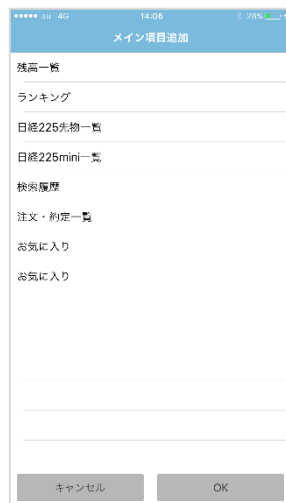 au 4G 14:06 28%
メイン項目追加
残高一覧
ランキング
日経225先物一覧
日経225mini一覧
検索履歴
注文・約定一覧
お気に入り
お気に入り
キャンセル OK